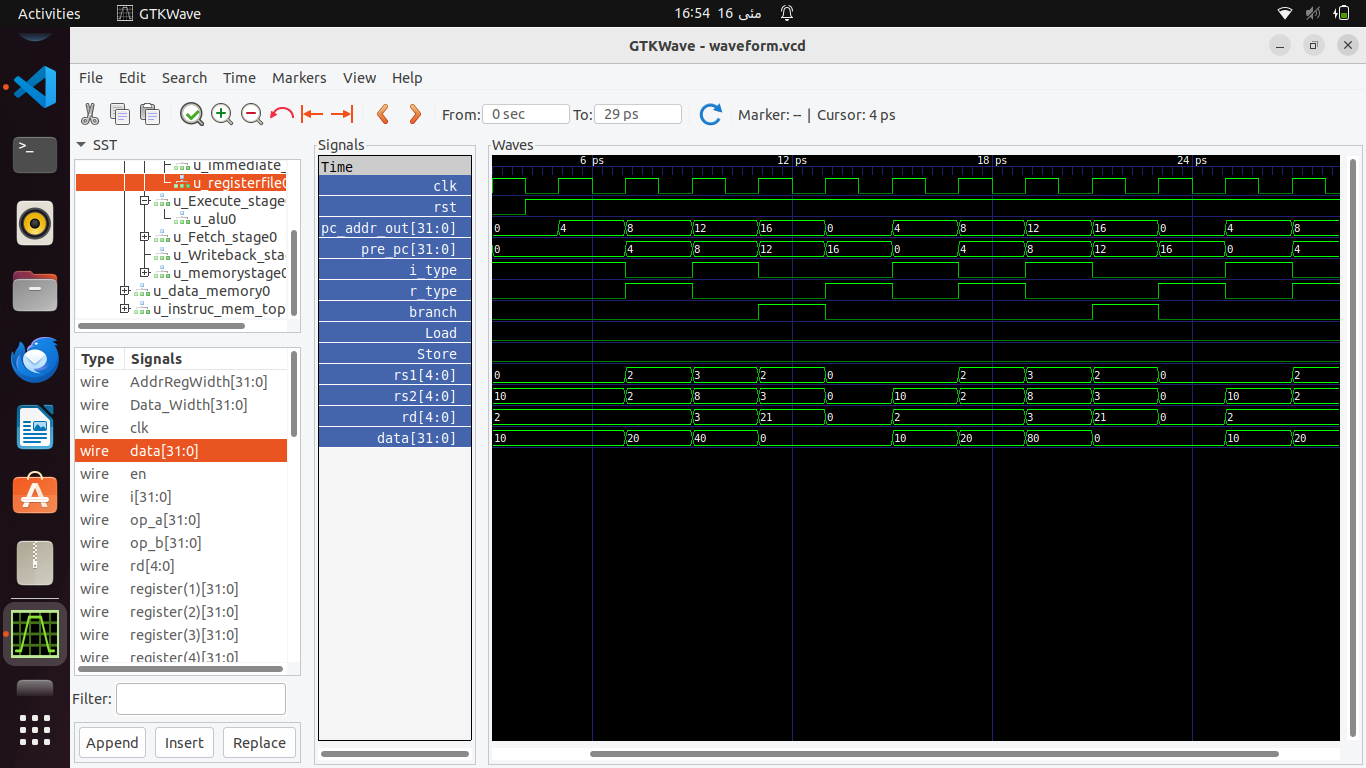 Activities GTKWave 16:54 16 مئی
GTKWave - waveform.vcd
File Edit Search Time Markers View Help
From: 0 sec To: 29 ps Marker: -- | Cursor: 4 ps
SST
u_immediate_
u_registerfile0
u_Execute_stage
u_alu0
u_Fetch_stage0
u_Writeback_sta
u_memorystage0
u_data_memory0
u_instruc_mem_top
Type Signals
wire AddrRegWidth[31:0]
wire Data_Width[31:0]
wire clk
wire data[31:0]
wire en
wire i[31:0]
wire op_a[31:0]
wire op_b[31:0]
wire rd[4:0]
wire register(1)[31:0]
wire register(2)[31:0]
wire register(3)[31:0]
wire register(4)[31:0]
Filter:
Append Insert Replace
Signals
Time
clk
rst
pc_addr_out[31:0]
pre_pc[31:0]
i_type
r_type
branch
Load
Store
rs1[4:0]
rs2[4:0]
rd[4:0]
data[31:0]
Waves
6 ps 12 ps 18 ps 24 ps
0 4 8 12 16 0 4 8 12 16 0 4 8
0 4 8 12 16 0 4 8 12 16 0 4
0 2 3 2 0 2 3 2 0 2
10 2 8 3 0 10 2 8 3 0 10 2
2 3 21 0 2 3 21 0 2
10 20 40 0 10 20 80 0 10 20